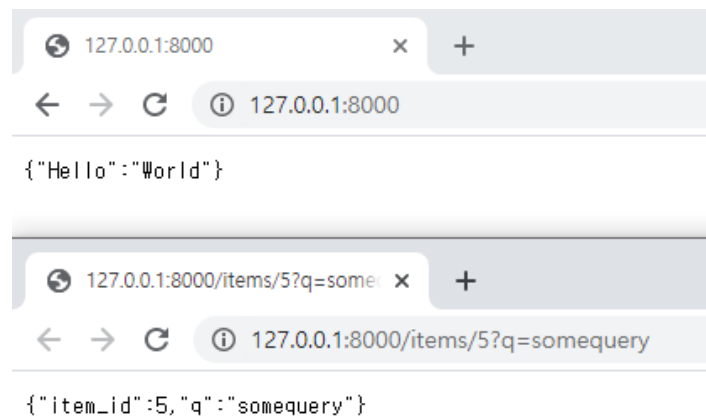 127.0.0.1:8000
127.0.0.1:8000
{"Hello":"World"}
127.0.0.1:8000/items/5?q=some
127.0.0.1:8000/items/5?q=somequery
{"item_id":5,"q":"somequery"}